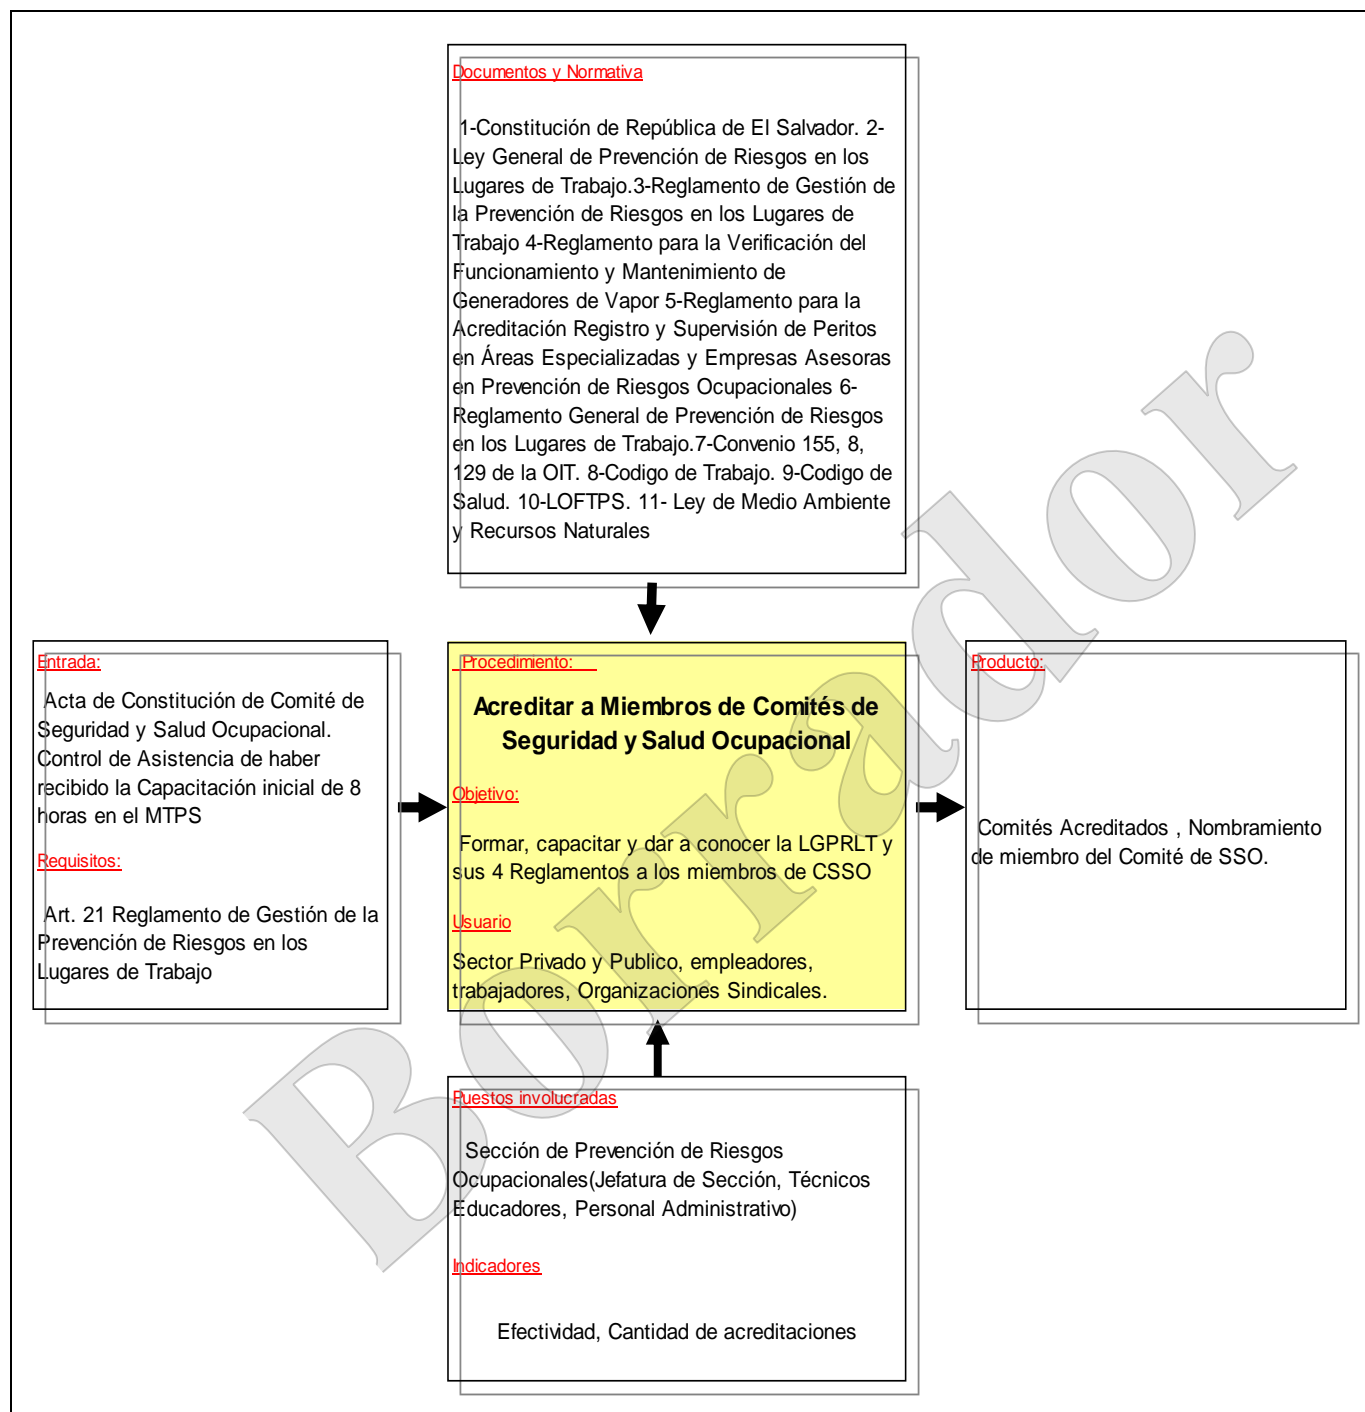 Documentos y Normativa
1-Constitución de República de El Salvador. 2-
Ley General de Prevención de Riesgos en los
Lugares de Trabajo.3-Reglamento de Gestión de
la Prevención de Riesgos en los Lugares de
Trabajo 4-Reglamento para la Verificación del
Funcionamiento y Mantenimiento de
Generadores de Vapor 5-Reglamento para la
Acreditación Registro y Supervisión de Peritos
en Áreas Especializadas y Empresas Asesoras
en Prevención de Riesgos Ocupacionales 6-
Reglamento General de Prevención de Riesgos
en los Lugares de Trabajo.7-Convenio 155, 8,
129 de la OIT. 8-Codigo de Trabajo. 9-Codigo de
Salud. 10-LOFTPS. 11- Ley de Medio Ambiente
y Recursos Naturales
Entrada:
Acta de Constitución de Comité de
Seguridad y Salud Ocupacional.
Control de Asistencia de haber
recibido la Capacitación inicial de 8
horas en el MTPS
Requisitos:
Art. 21 Reglamento de Gestión de la
Prevención de Riesgos en los
Lugares de Trabajo
Procedimiento:
Acreditar a Miembros de Comités de
Seguridad y Salud Ocupacional
Objetivo:
Formar, capacitar y dar a conocer la LGPRLT y
sus 4 Reglamentos a los miembros de CSSO
Usuario
Sector Privado y Publico, empleadores,
trabajadores, Organizaciones Sindicales.
Producto:
Comités Acreditados , Nombramiento
de miembro del Comité de SSO.
Puestos involucradas
Sección de Prevención de Riesgos
Ocupacionales(Jefatura de Sección, Técnicos
Educadores, Personal Administrativo)
Indicadores
Efectividad, Cantidad de acreditaciones
Borrador